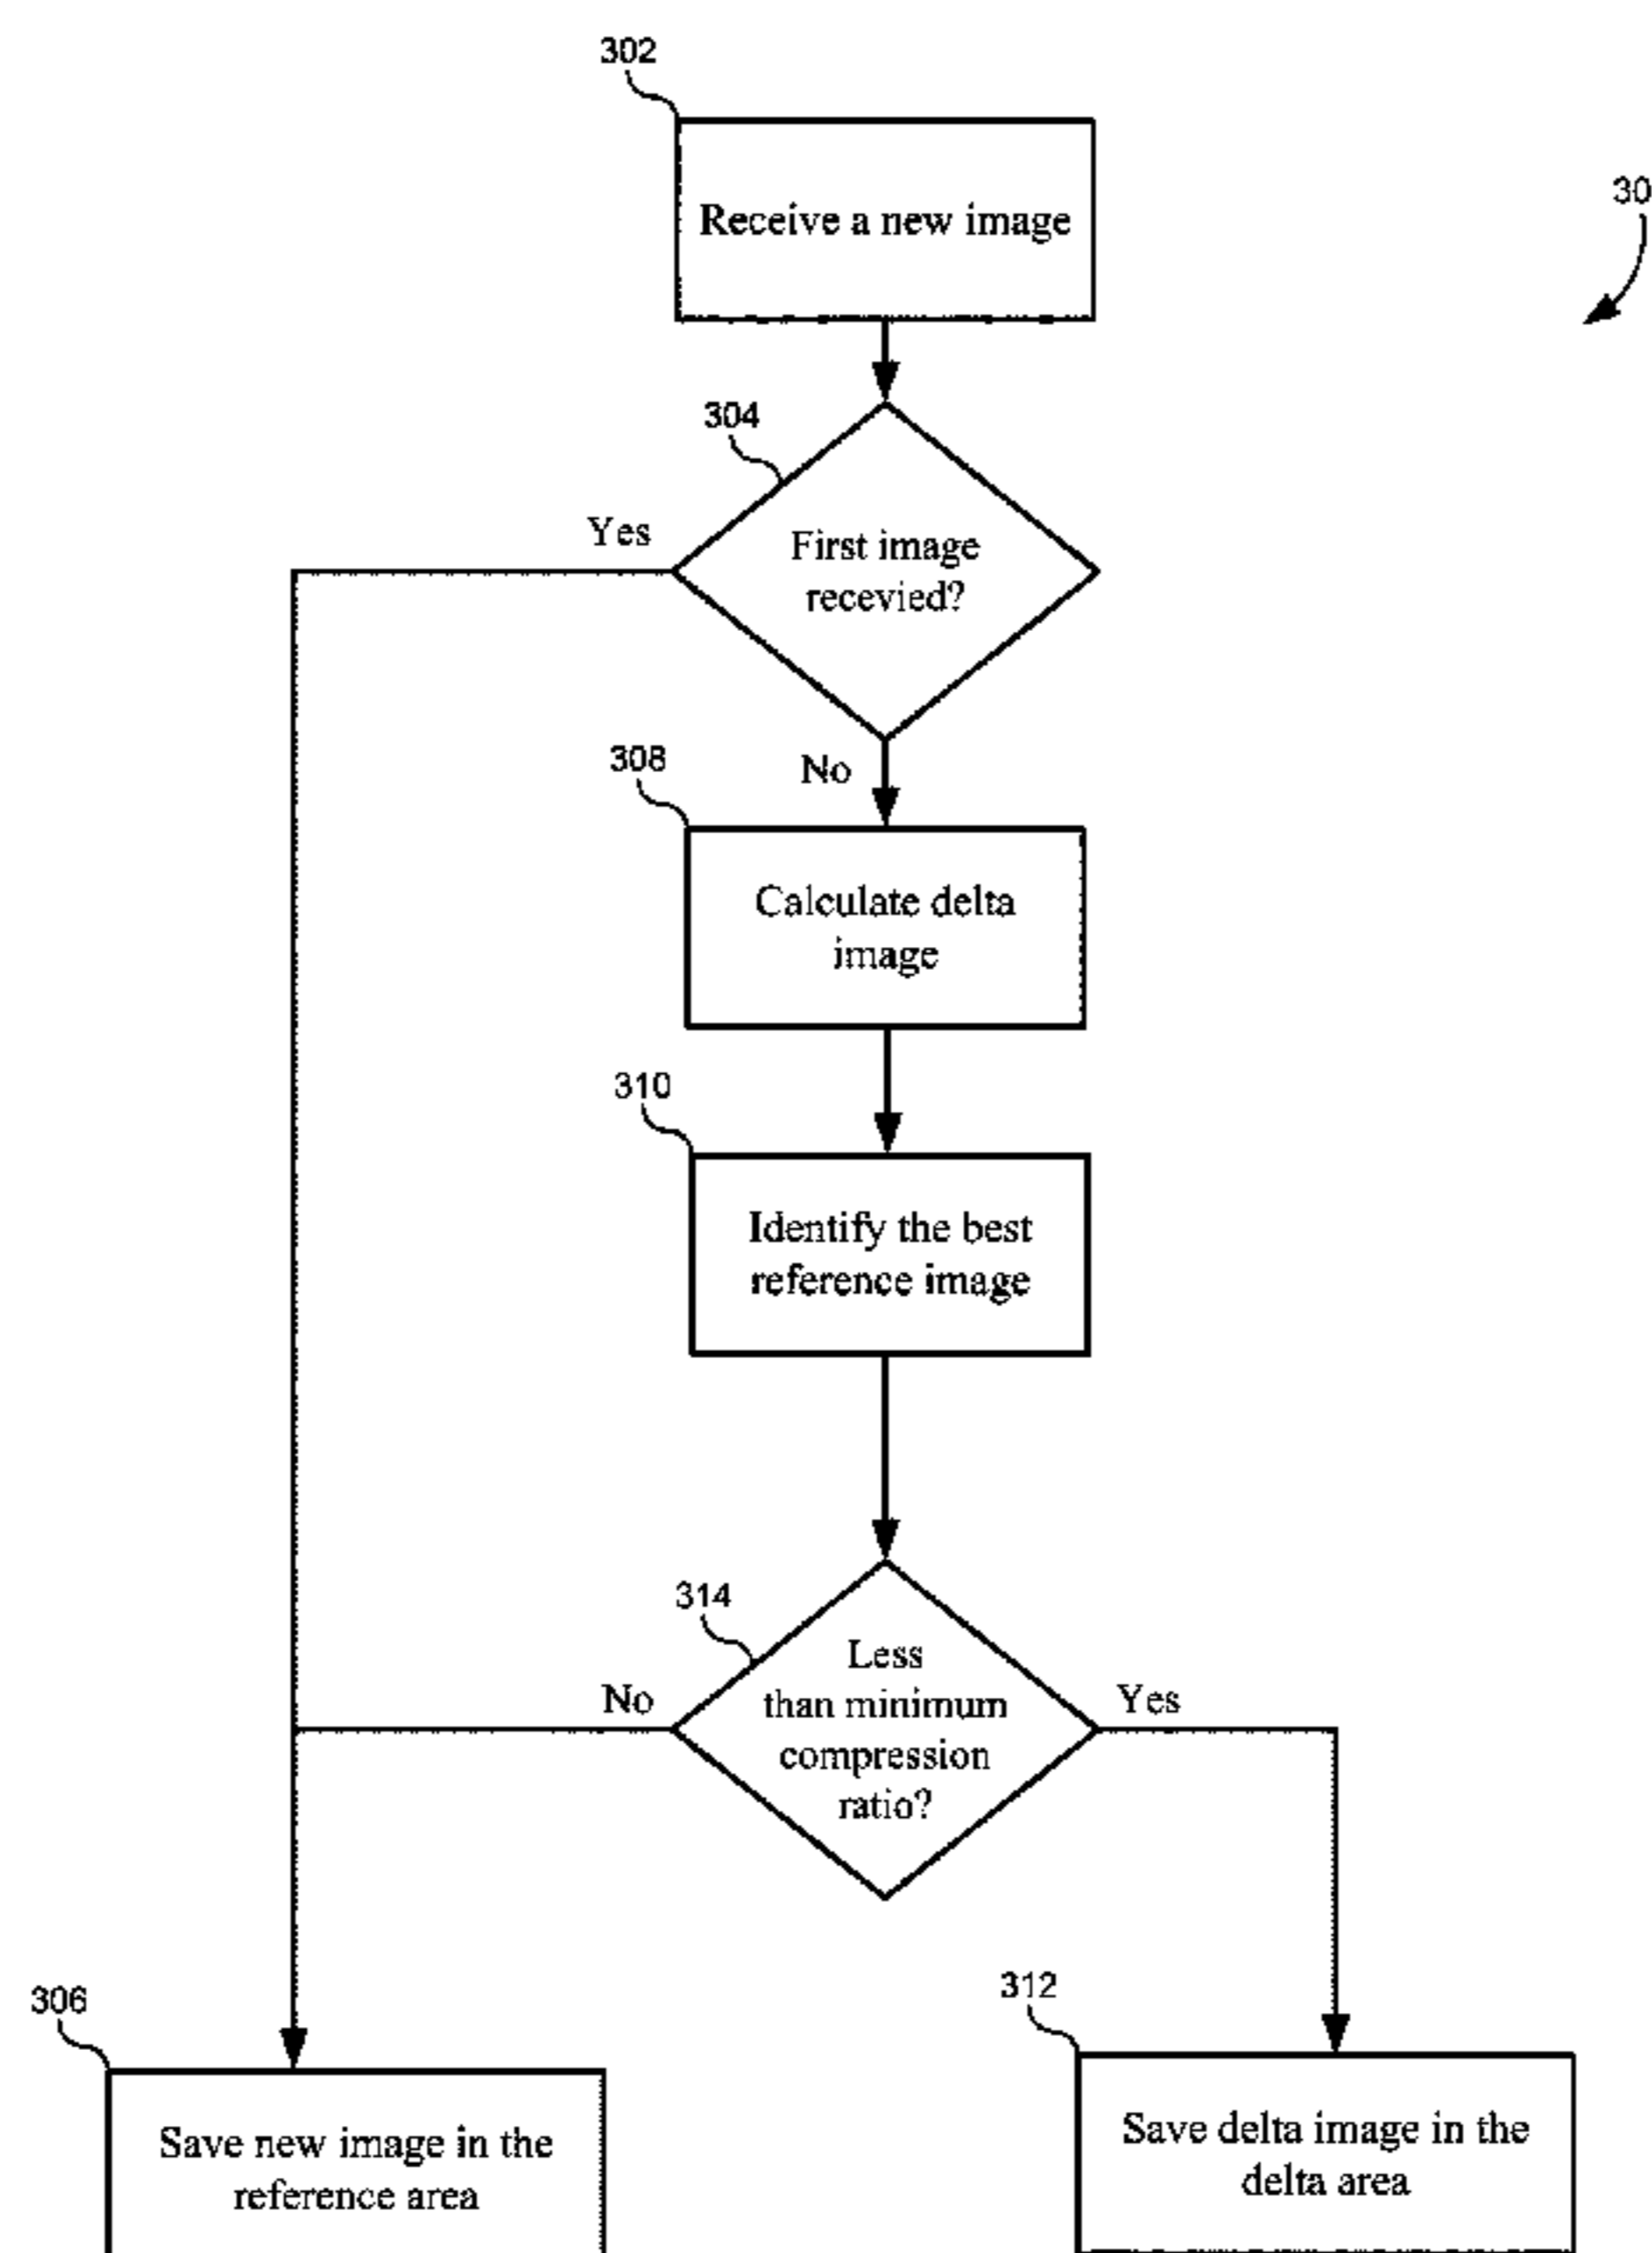 302
Receive a new image
30
304
Yes
First image
recevied?
No
308
Calculate delta
image
310
Identify the best
reference image
314
No
Less
than minimum
compression
ratio?
Yes
306
Save new image in the
reference area
312
Save delta image in the
delta area